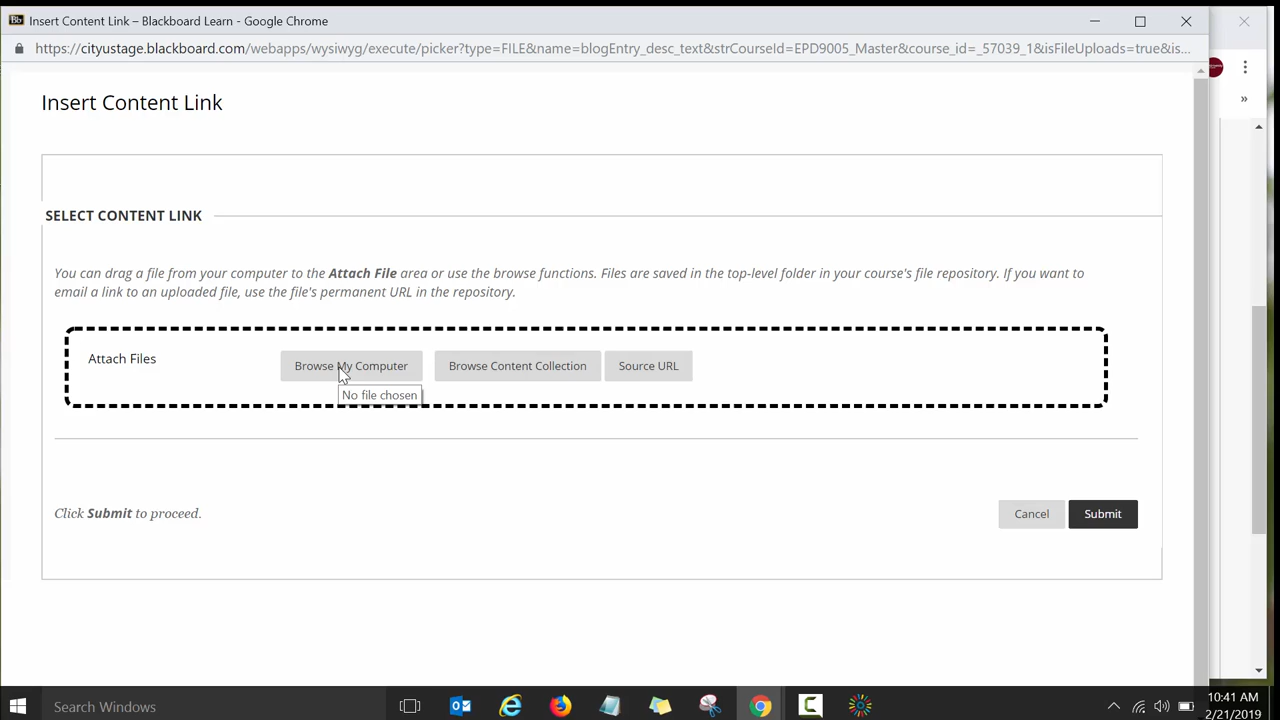 Bb Insert Content Link – Blackboard Learn - Google Chrome
https://cityustage.blackboard.com/webapps/wysiwyg/execute/picker?type=FILE&name=blogEntry_desc_text&strCourseId=EPD9005_Master&course_id=_57039_1&isFileUploads=true&is...
Insert Content Link
SELECT CONTENT LINK
You can drag a file from your computer to the Attach File area or use the browse functions. Files are saved in the top-level folder in your course's file repository. If you want to
email a link to an uploaded file, use the file's permanent URL in the repository.
Attach Files
Browse My Computer
Browse Content Collection
Source URL
No file chosen
Click Submit to proceed.
Cancel
Submit
Search Windows
10:41 AM
2/21/2019